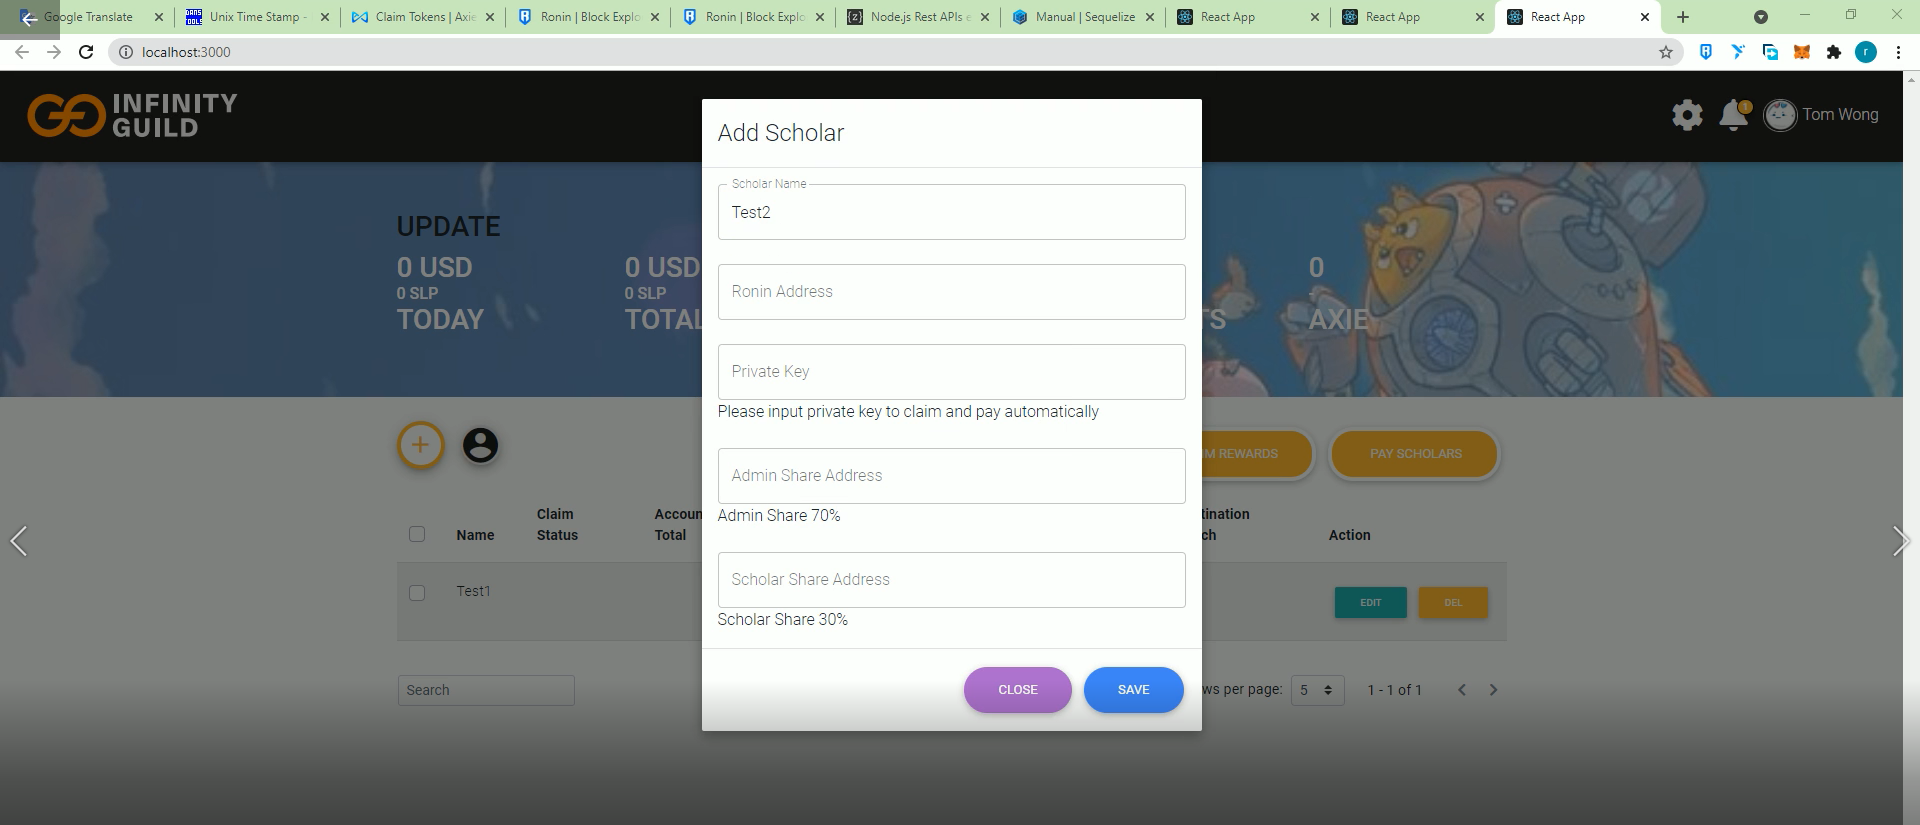 Google Translate
Unix Time Stamp -
Claim Tokens | Axie
Ronin | Block Explo
Ronin | Block Explo
Node.js Rest APIs e
Manual | Sequelize
React App
React App
React App
localhost:3000
r
INFINITY
GUILD
1
Tom Wong
UPDATE
0 USD
0 SLP
TODAY
0 USD
0 SLP
TOTAL
TS
0
AXIE
Add Scholar
Scholar Name
Test2
Ronin Address
Private Key
Please input private key to claim and pay automatically
Admin Share Address
Admin Share 70%
Scholar Share Address
Scholar Share 30%
CLOSE
SAVE
M REWARDS
PAY SCHOLARS
Name
Claim
Status
Accoun
Total
tination
ch
Action
Test1
EDIT
DEL
Search
ws per page:
5
1 - 1 of 1